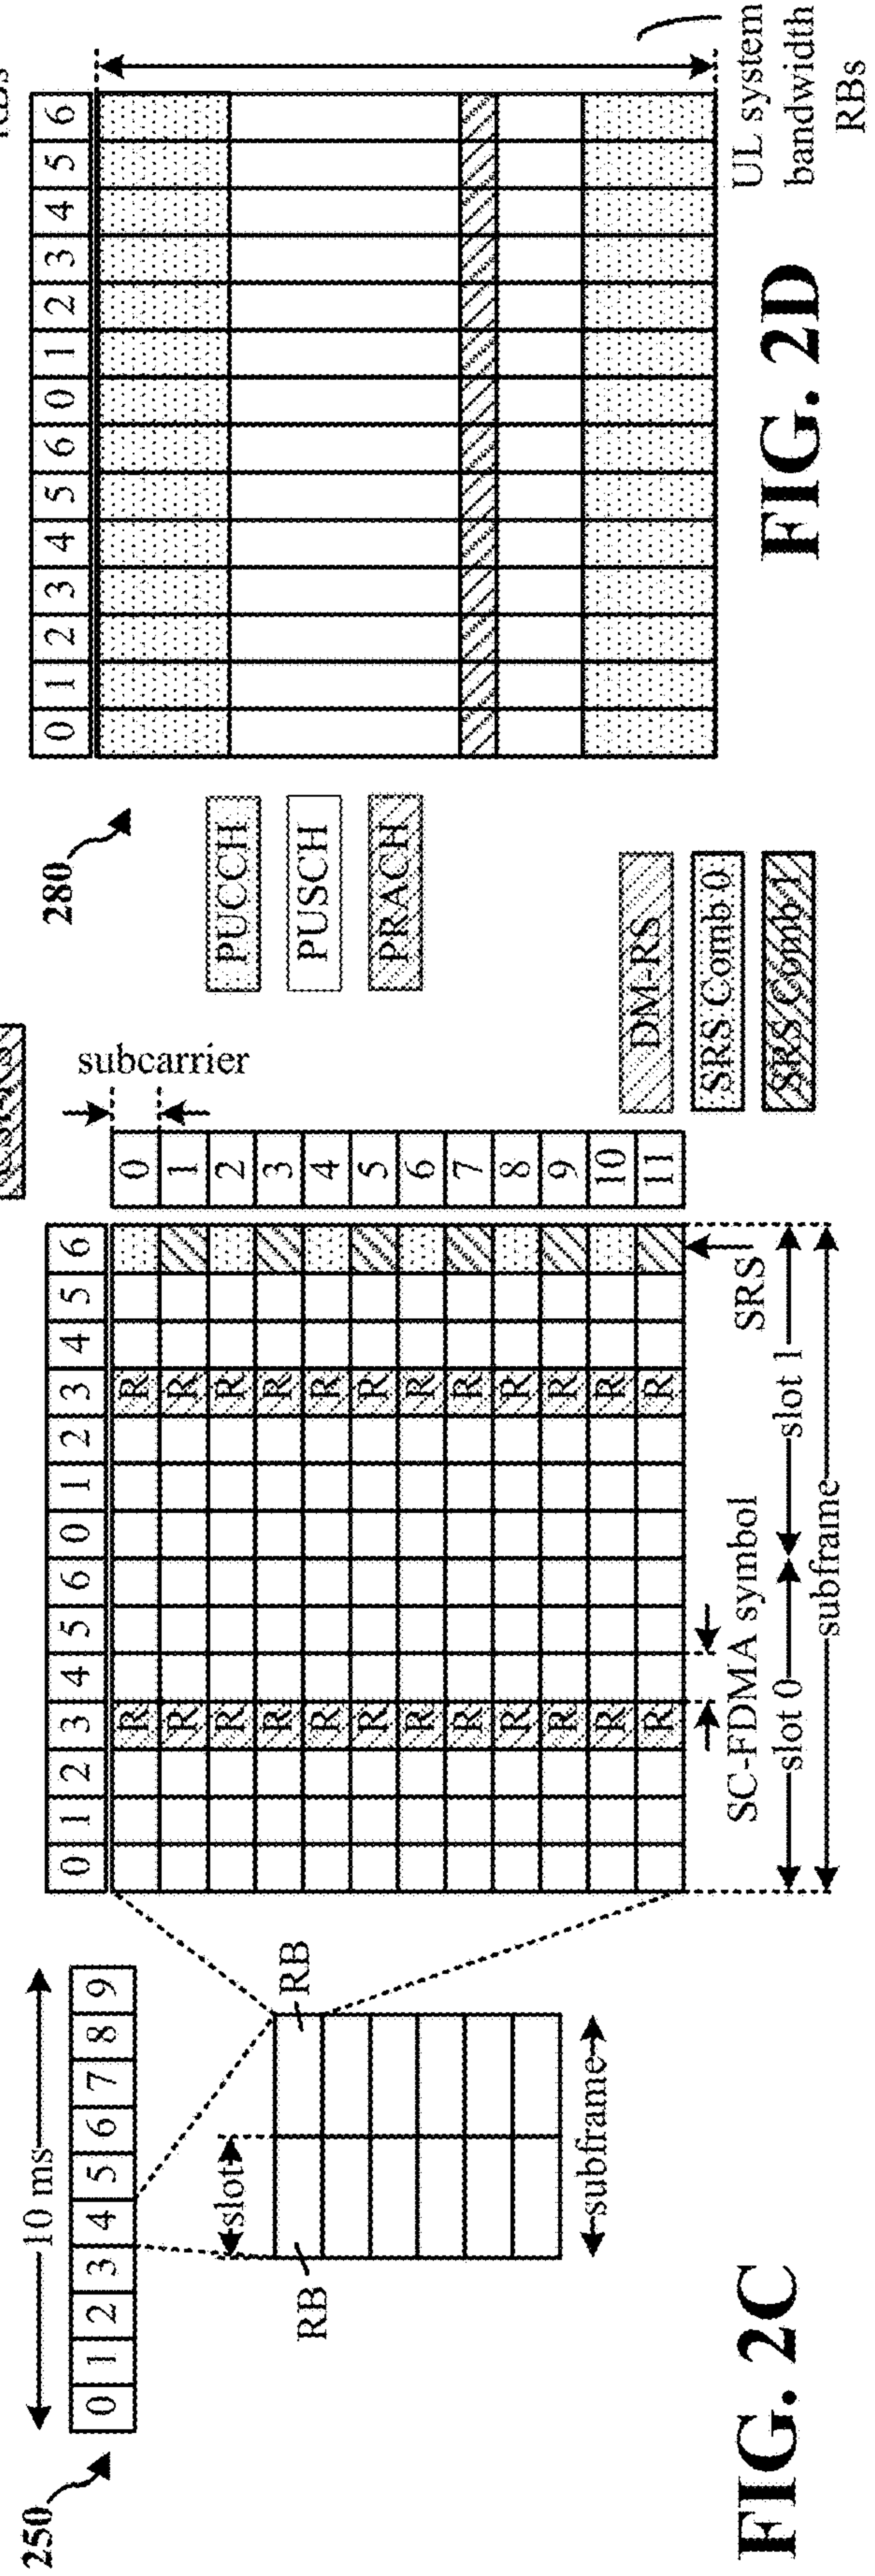 250
10 ms
0 1 2 3 4 5 6 7 8 9
slot
RB
RB
subframe
FIG. 2C
0 1 2 3 4 5 6 0 1 2 3 4 5 6
subcarrier
R R 0
R R 1
R R 2
R R 3
R R 4
R R 5
R R 6
R R 7
R R 8
R R 9
R R 10
R R 11
SC-FDMA symbol
SRS
slot 0 slot 1
subframe
DM-RS
SRS Comb 0
SRS Comb 1
280
PUCCH
PUSCH
PRACH
0 1 2 3 4 5 6 0 1 2 3 4 5 6
UL system
bandwidth
RBs
FIG. 2D